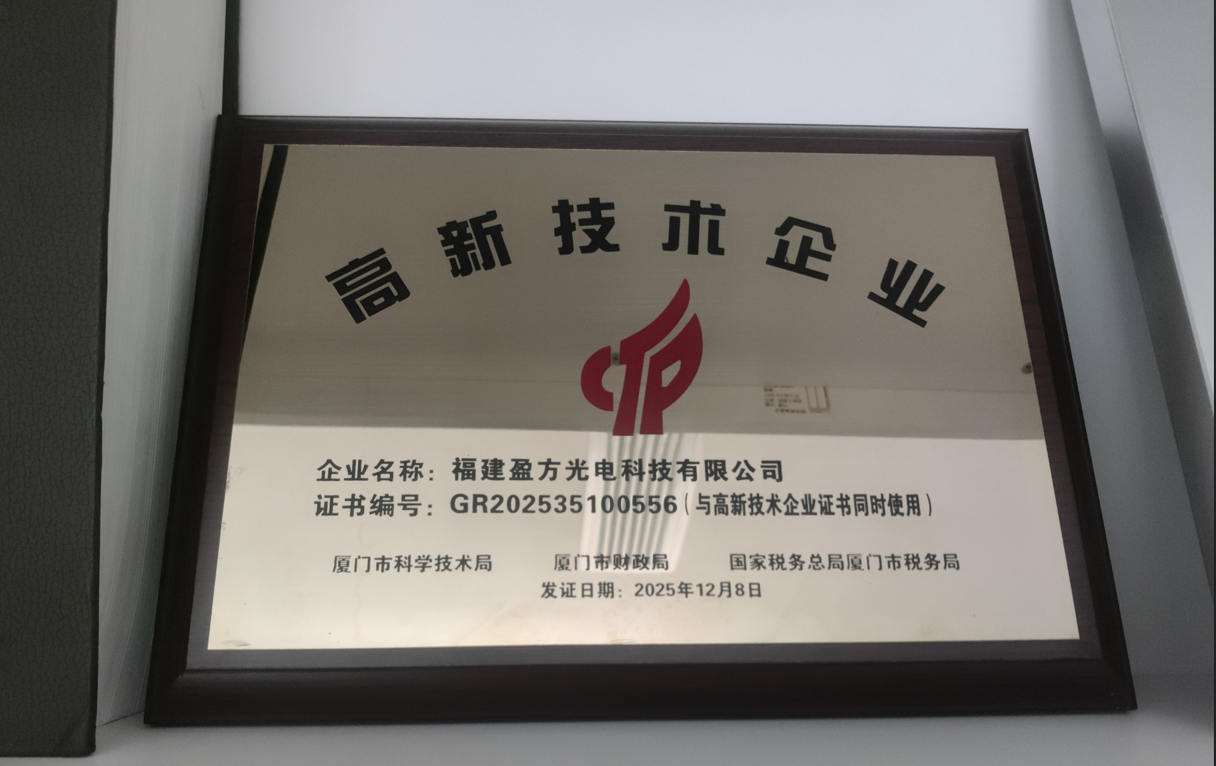 高新技术企业
企业名称：福建盈方光电科技有限公司
证书编号：GR202535100556（与高新技术企业证书同时使用）
厦门市科学技术局 厦门市财政局 国家税务总局厦门市税务局
发证日期：2025年12月8日